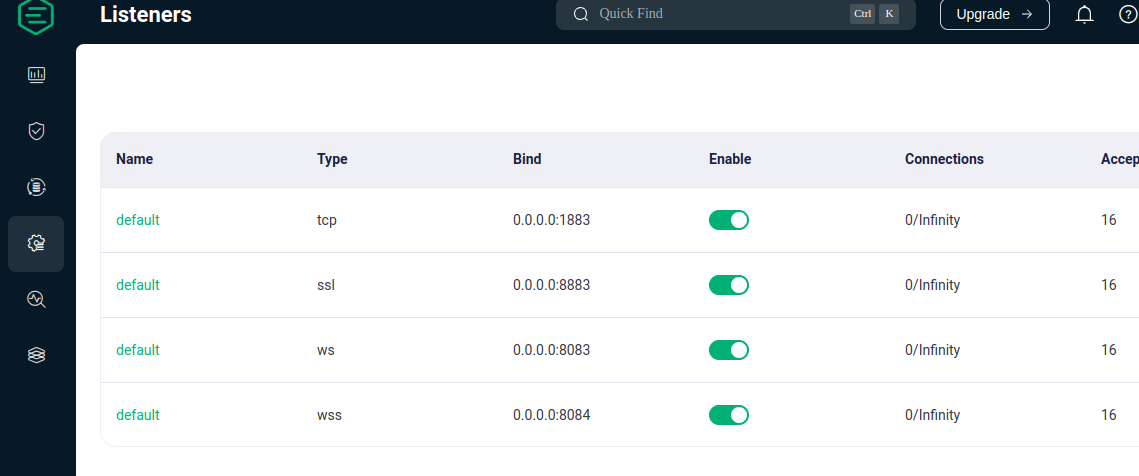 Listeners Quick Find Ctrl K Upgrade
Name Type Bind Enable Connections Accep
default tcp 0.0.0.0:1883 0/Infinity 16
default ssl 0.0.0.0:8883 0/Infinity 16
default ws 0.0.0.0:8083 0/Infinity 16
default wss 0.0.0.0:8084 0/Infinity 16